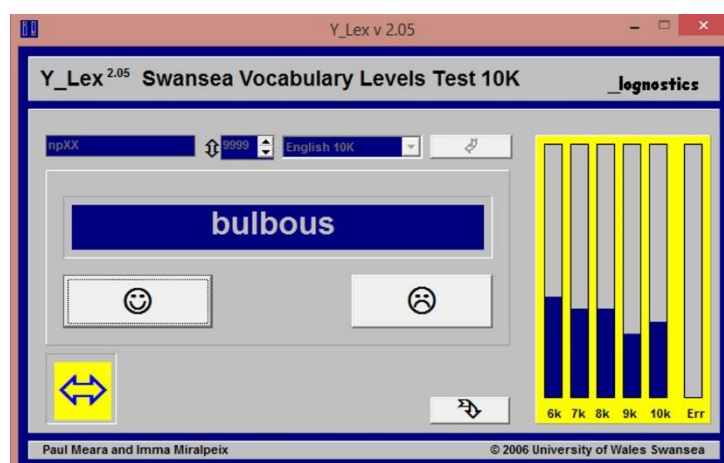 Y_Lex v 2.05
Y_Lex 2.05 Swansea Vocabulary Levels Test 10K
_lognostics
npXX 9999 English 10K
bulbous
6k 7k 8k 9k 10k Err
Paul Meara and Imma Miralpeix © 2006 University of Wales Swansea